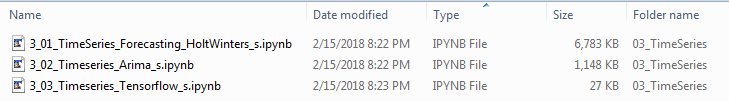 Name Date modified Type Size Folder name
3_01_TimeSeries_Forecasting_HoltWinters_s.ipynb 2/15/2018 8:22 PM IPYNB File 6,783 KB 03_TimeSeries
3_02_Timeseries_Arima_s.ipynb 2/15/2018 8:22 PM IPYNB File 1,148 KB 03_TimeSeries
3_03_Timeseries_Tensorflow_s.ipynb 2/15/2018 8:23 PM IPYNB File 27 KB 03_TimeSeries